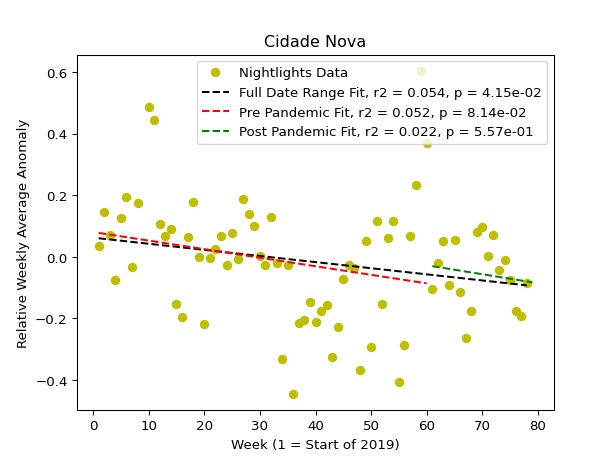 Cidade Nova
Nightlights Data
Full Date Range Fit, r2 = 0.054, p = 4.15e-02
Pre Pandemic Fit, r2 = 0.052, p = 8.14e-02
Post Pandemic Fit, r2 = 0.022, p = 5.57e-01
Relative Weekly Average Anomaly
0.6
0.4
0.2
0.0
−0.2
−0.4
0 10 20 30 40 50 60 70 80
Week (1 = Start of 2019)